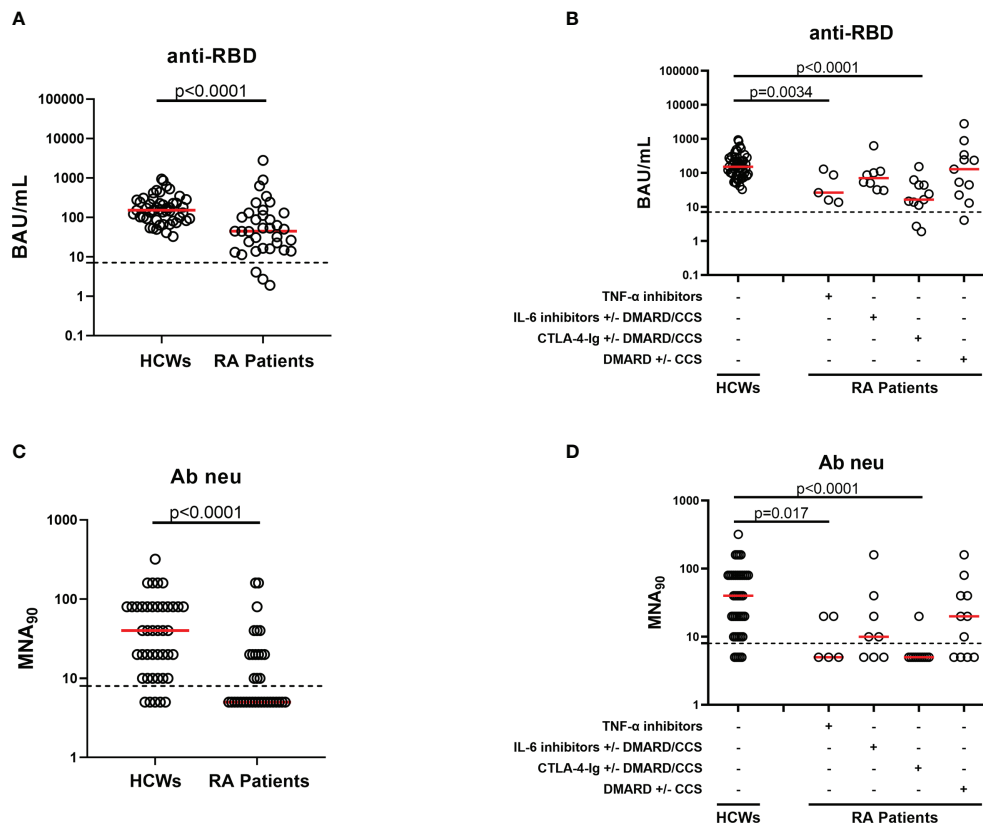 A
anti-RBD
p<0.0001
100000
10000
1000
100
10
1
0.1
BAU/mL
HCWs RA Patients
B
anti-RBD
p<0.0001
p=0.0034
100000
10000
1000
100
10
1
0.1
BAU/mL
TNF-α inhibitors - + - - -
IL-6 inhibitors +/- DMARD/CCS - - + - -
CTLA-4-Ig +/- DMARD/CCS - - - + -
DMARD +/- CCS - - - - +
HCWs RA Patients
C
Ab neu
p<0.0001
1000
100
10
1
MNA90
HCWs RA Patients
D
Ab neu
p<0.0001
p=0.017
1000
100
10
1
MNA90
TNF-α inhibitors - + - - -
IL-6 inhibitors +/- DMARD/CCS - - + - -
CTLA-4-Ig +/- DMARD/CCS - - - + -
DMARD +/- CCS - - - - +
HCWs RA Patients